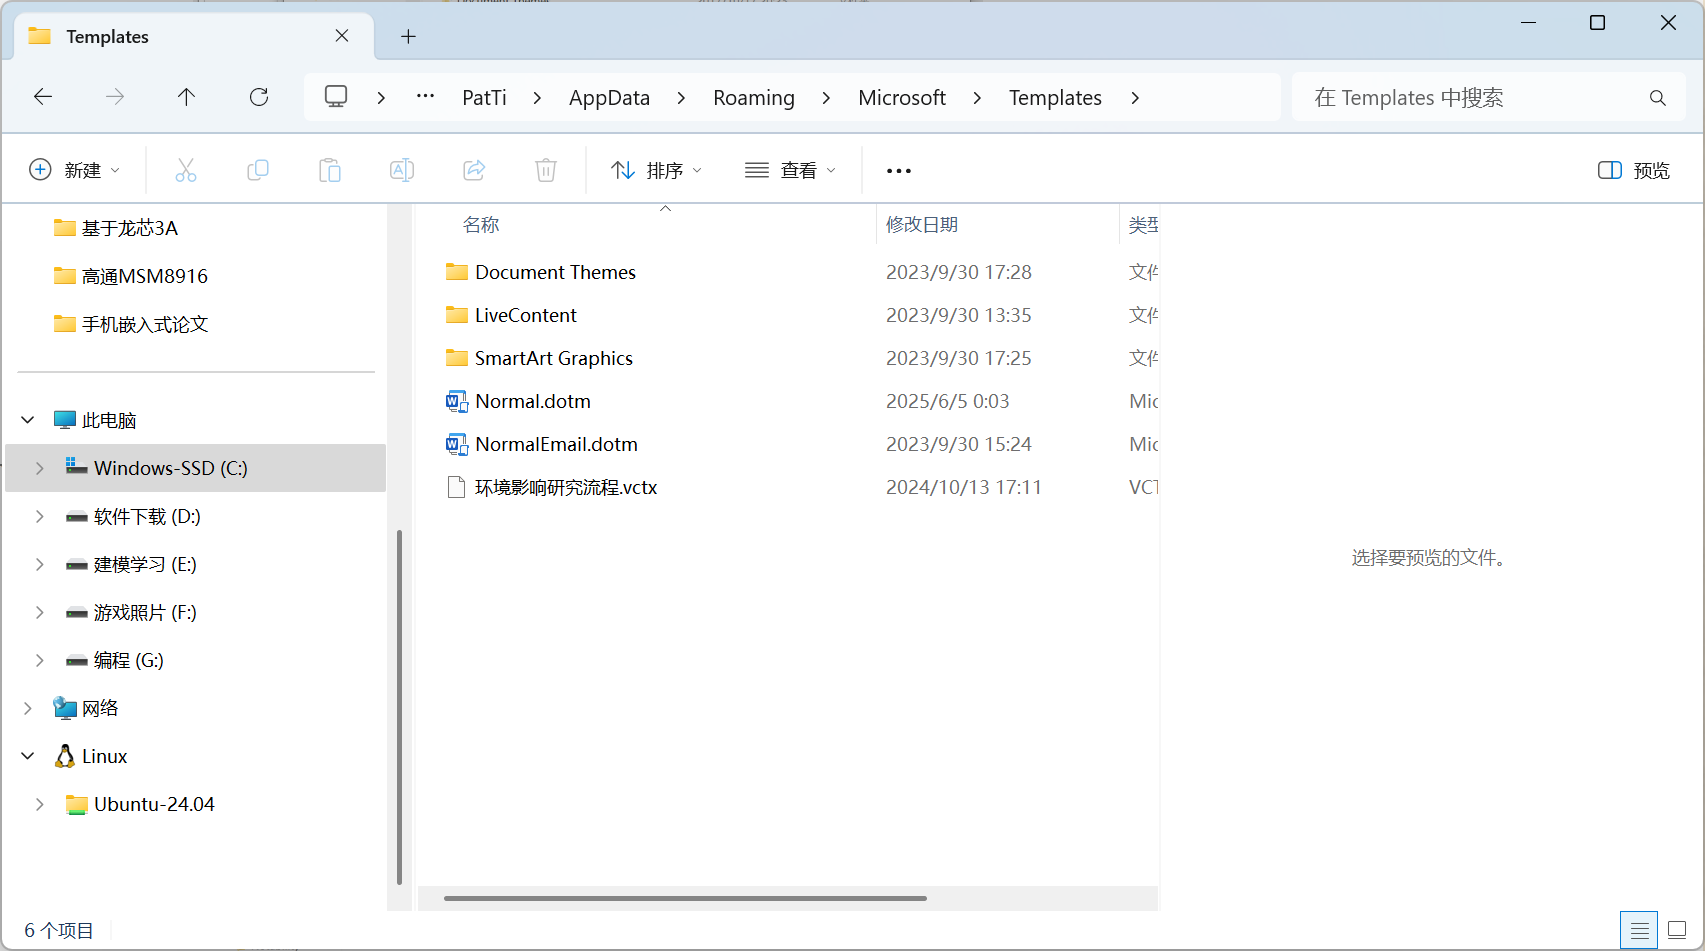 Templates
PatTi
AppData
Roaming
Microsoft
Templates
在 Templates 中搜索
新建
排序
查看
预览
基于龙芯3A
高通MSM8916
手机嵌入式论文
此电脑
Windows-SSD (C:)
软件下载 (D:)
建模学习 (E:)
游戏照片 (F:)
编程 (G:)
网络
Linux
Ubuntu-24.04
名称 修改日期 类型
Document Themes 2023/9/30 17:28 文件
LiveContent 2023/9/30 13:35 文件
SmartArt Graphics 2023/9/30 17:25 文件
Normal.dotm 2025/6/5 0:03 Mic
NormalEmail.dotm 2023/9/30 15:24 Mic
环境影响研究流程.vctx 2024/10/13 17:11 VCT
选择要预览的文件。
6 个项目